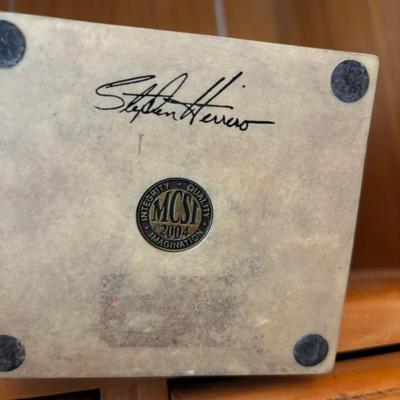 Stephen Herrero
INTEGRITY • QUALITY
MCSI
2004
• IMAGINATION •